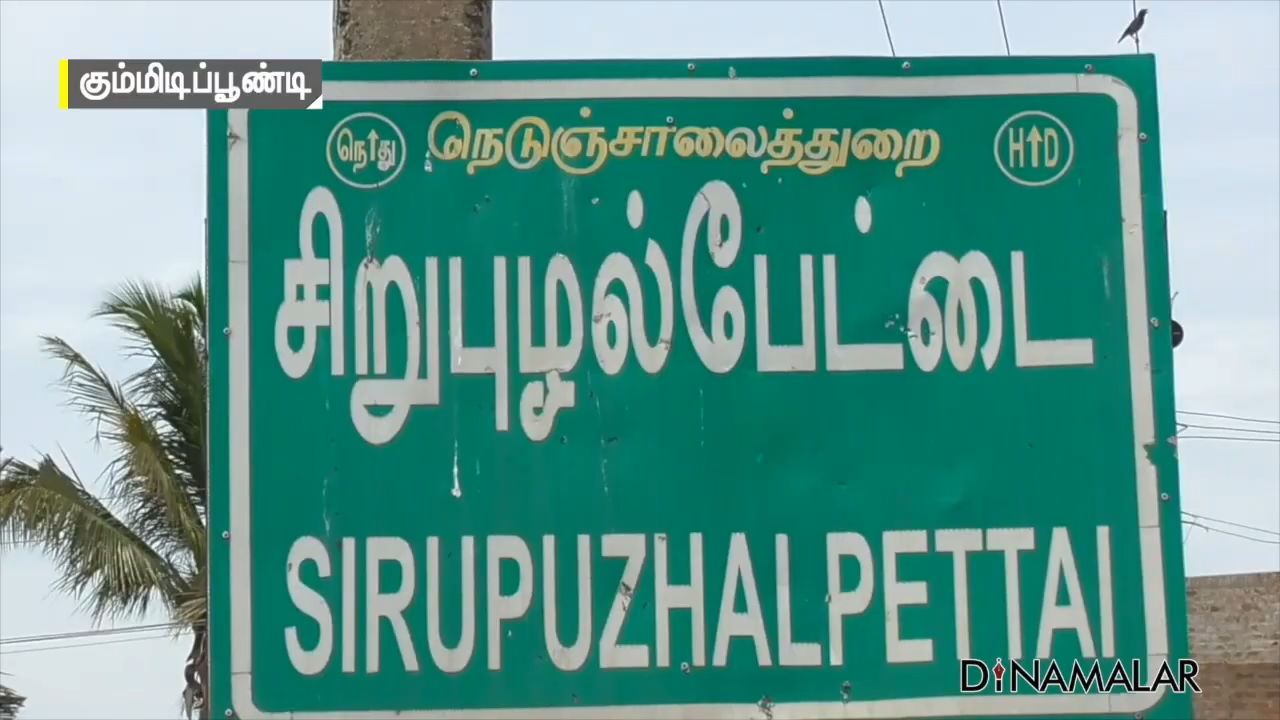 கும்மிடிப்பூண்டி
நெ↑து நெடுஞ்சாலைத்துறை H↑D
சிறுபுழல்பேட்டை
SIRUPUZHALPETTAI
DINAMALAR